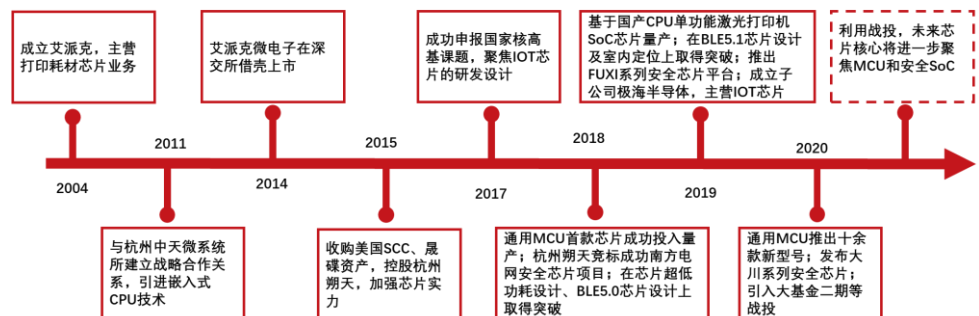 成立艾派克，主营
打印耗材芯片业务
艾派克微电子在深
交所借壳上市
成功申报国家核高
基课题，聚焦IOT芯
片的研发设计
基于国产CPU单功能激光打印机
SoC芯片量产；在BLE5.1芯片设计
及室内定位上取得突破；推出
FUXI系列安全芯片平台；成立子
公司极海半导体，主营IOT芯片
利用战投，未来芯
片核心将进一步聚
焦MCU和安全SoC
2004
2011
2014
2015
2017
2018
2019
2020
与杭州中天微系统
所建立战略合作关
系，引进嵌入式
CPU技术
收购美国SCC、晟
碟资产，控股杭州
朔天，加强芯片实
力
通用MCU首款芯片成功投入量
产；杭州朔天竞标成功南方电
网安全芯片项目；在芯片超低
功耗设计、BLE5.0芯片设计上
取得突破
通用MCU推出十余
款新型号；发布大
川系列安全芯片；
引入大基金二期等
战投